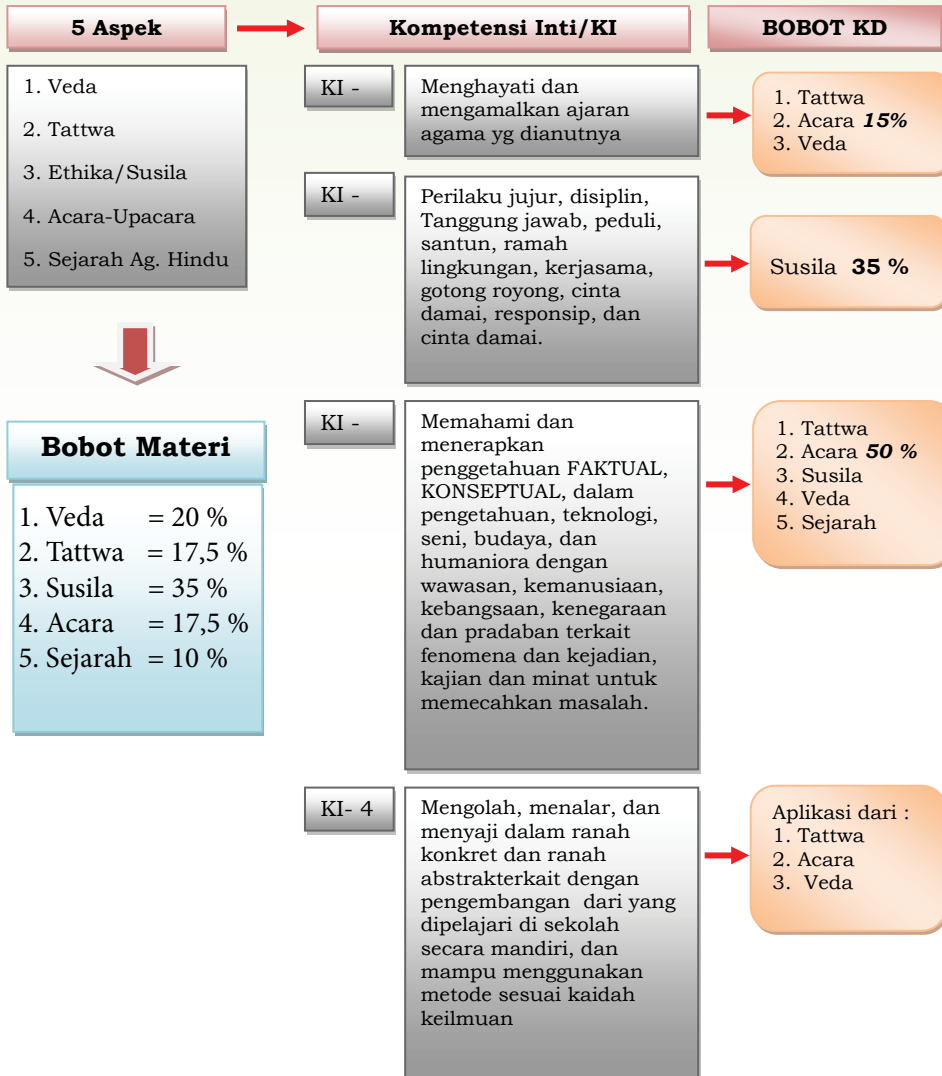 5 Aspek
1. Veda
2. Tattwa
3. Ethika/Susila
4. Acara-Upacara
5. Sejarah Ag. Hindu
Bobot Materi
1. Veda = 20 %
2. Tattwa = 17,5 %
3. Susila = 35 %
4. Acara = 17,5 %
5. Sejarah = 10 %
Kompetensi Inti/KI
KI -
Menghayati dan
mengamalkan ajaran
agama yg dianutnya
KI -
Perilaku jujur, disiplin,
Tanggung jawab, peduli,
santun, ramah
lingkungan, kerjasama,
gotong royong, cinta
damai, responsip, dan
cinta damai.
KI -
Memahami dan
menerapkan
penggetahuan FAKTUAL,
KONSEPTUAL, dalam
pengetahuan, teknologi,
seni, budaya, dan
humaniora dengan
wawasan, kemanusiaan,
kebangsaan, kenegaraan
dan pradaban terkait
fenomena dan kejadian,
kajian dan minat untuk
memecahkan masalah.
KI- 4
Mengolah, menalar, dan
menyaji dalam ranah
konkret dan ranah
abstrakterkait dengan
pengembangan dari yang
dipelajari di sekolah
secara mandiri, dan
mampu menggunakan
metode sesuai kaidah
keilmuan
BOBOT KD
1. Tattwa
2. Acara 15%
3. Veda
Susila 35 %
1. Tattwa
2. Acara 50 %
3. Susila
4. Veda
5. Sejarah
Aplikasi dari :
1. Tattwa
2. Acara
3. Veda